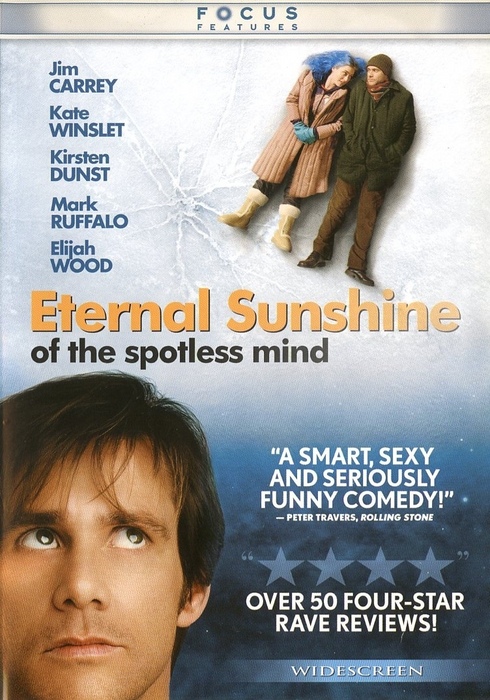 FOCUS
FEATURES
Jim
CARREY
Kate
WINSLET
Kirsten
DUNST
Mark
RUFFALO
Elijah
WOOD
Eternal Sunshine
of the spotless mind
“A SMART, SEXY
AND SERIOUSLY
FUNNY COMEDY!”
— PETER TRAVERS, ROLLING STONE
“★★★★”
OVER 50 FOUR-STAR
RAVE REVIEWS!
WIDESCREEN